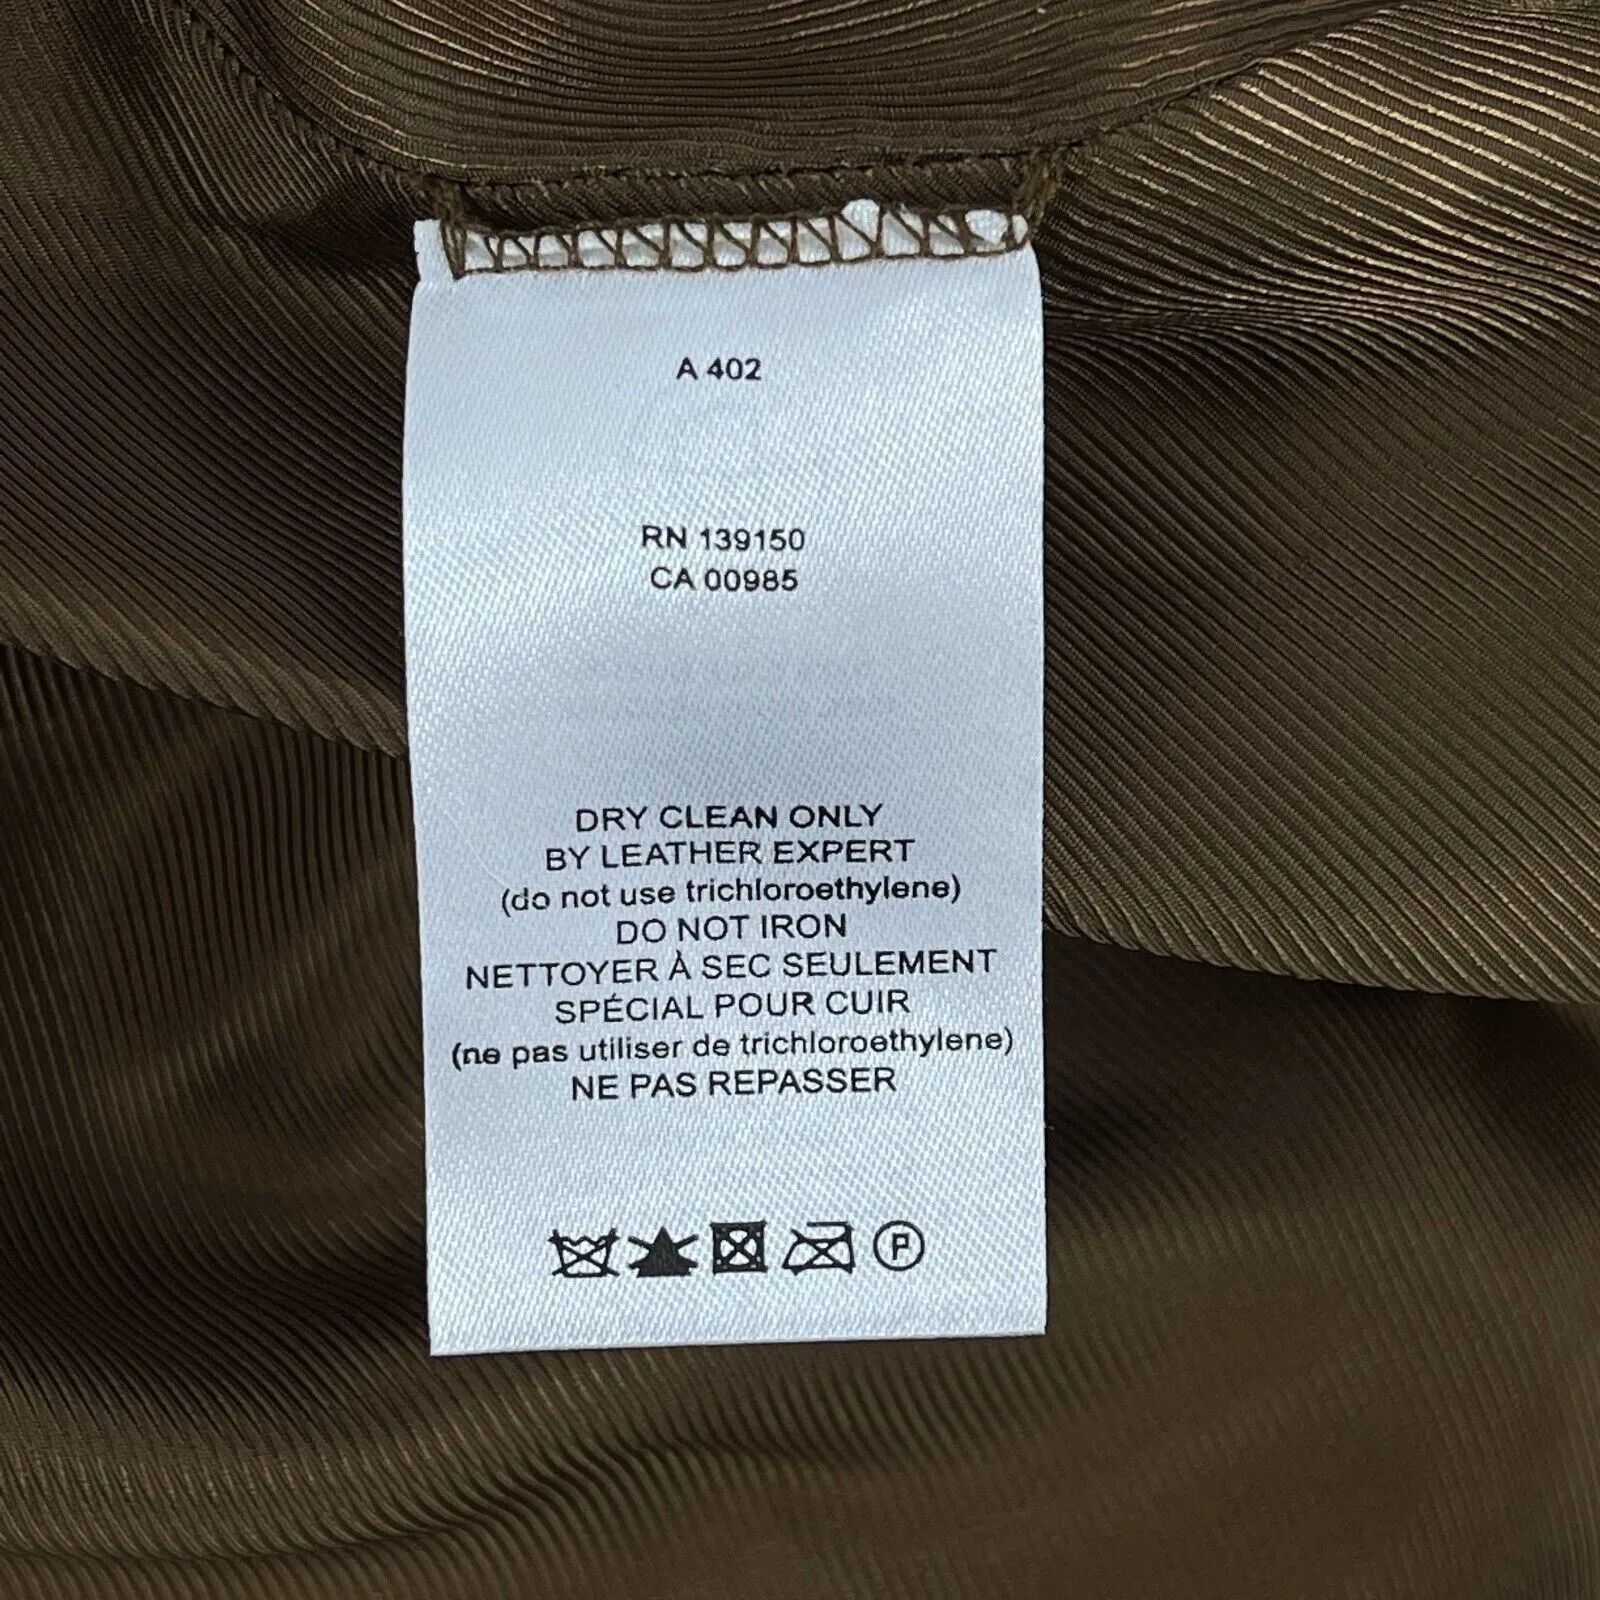 A 402
RN 139150
CA 00985
DRY CLEAN ONLY
BY LEATHER EXPERT
(do not use trichloroethylene)
DO NOT IRON
NETTOYER À SEC SEULEMENT
SPÉCIAL POUR CUIR
(ne pas utiliser de trichloroethylene)
NE PAS REPASSER
P